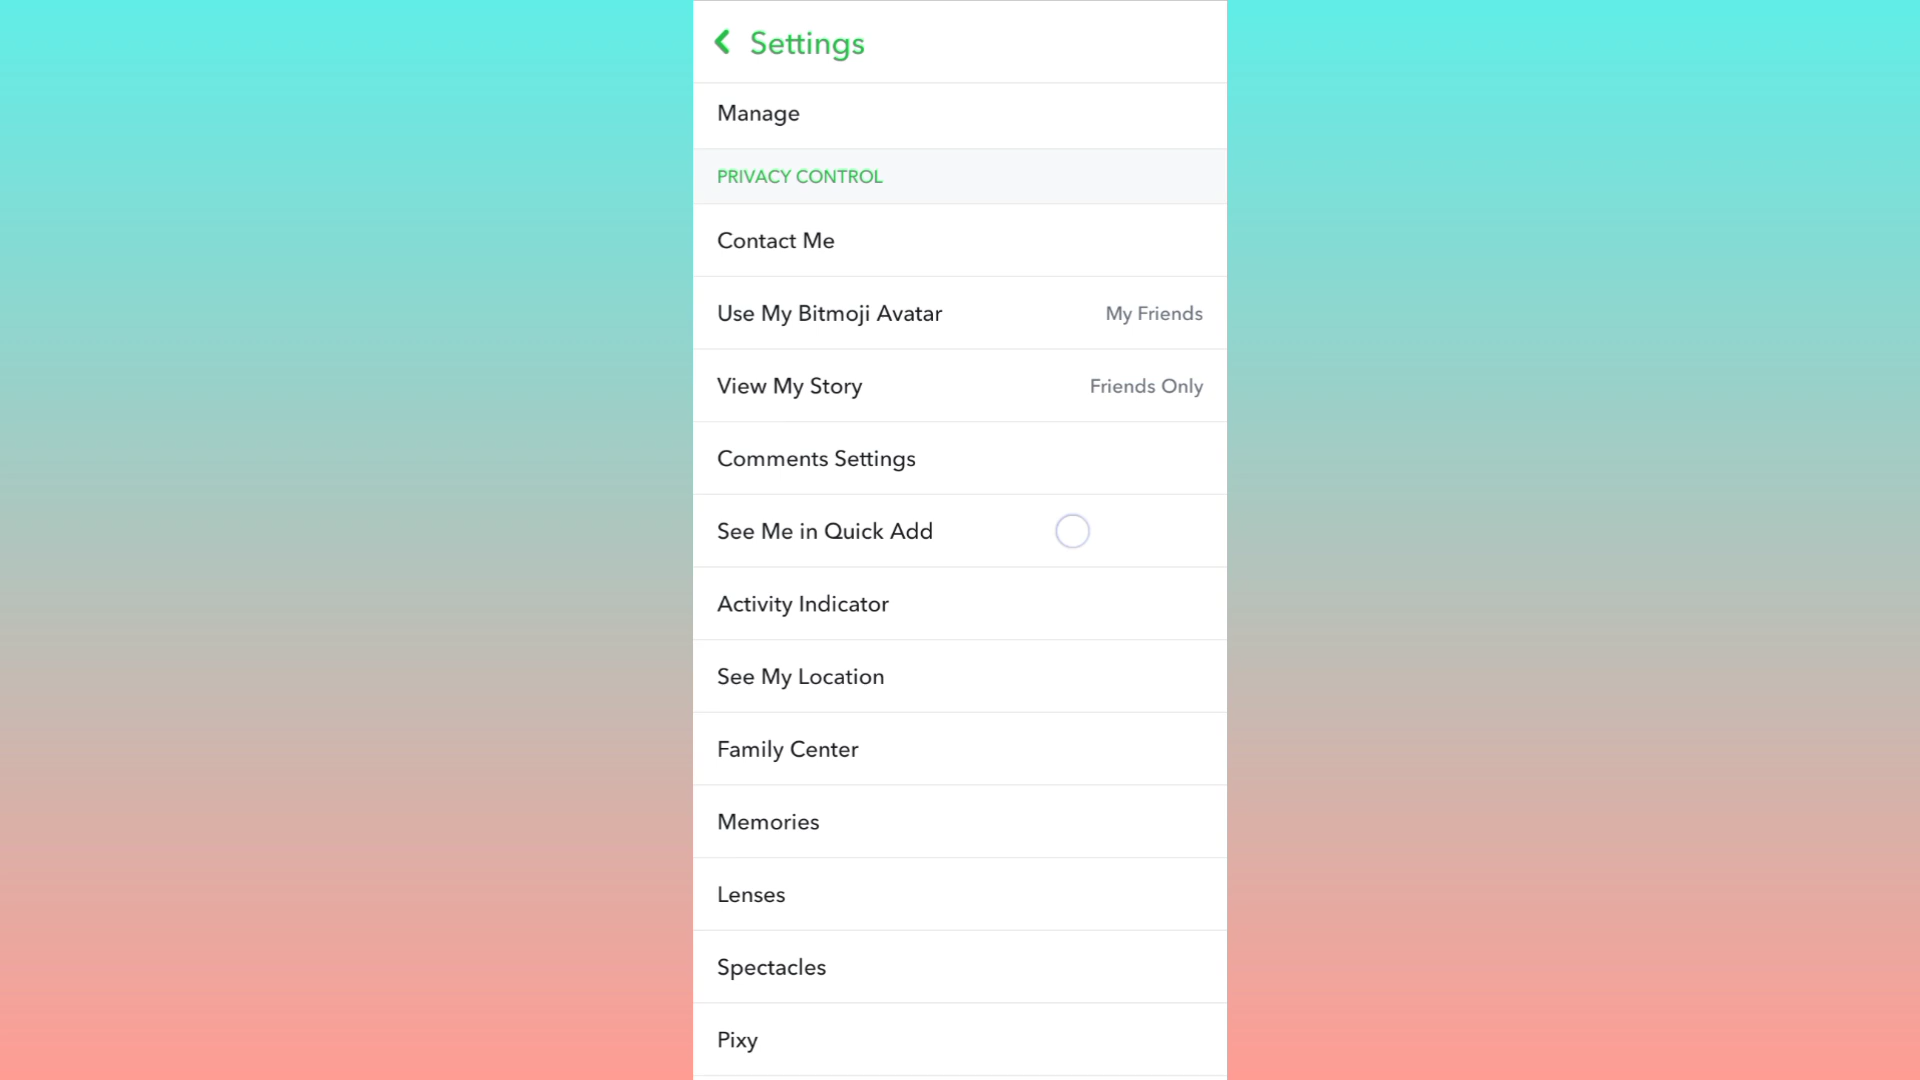 Settings
Manage
PRIVACY CONTROL
Contact Me
Use My Bitmoji Avatar My Friends
View My Story Friends Only
Comments Settings
See Me in Quick Add
Activity Indicator
See My Location
Family Center
Memories
Lenses
Spectacles
Pixy